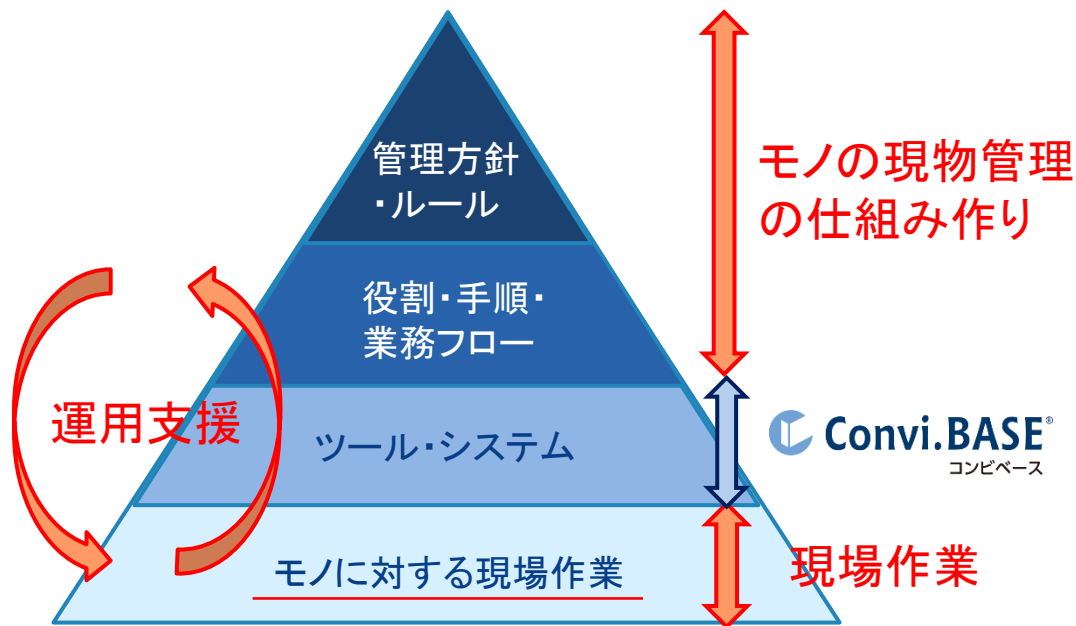 管理方針
・ルール
役割・手順・
業務フロー
ツール・システム
モノに対する現場作業
運用支援
モノの現物管理
の仕組み作り
Convi.BASE®
コンビベース
現場作業